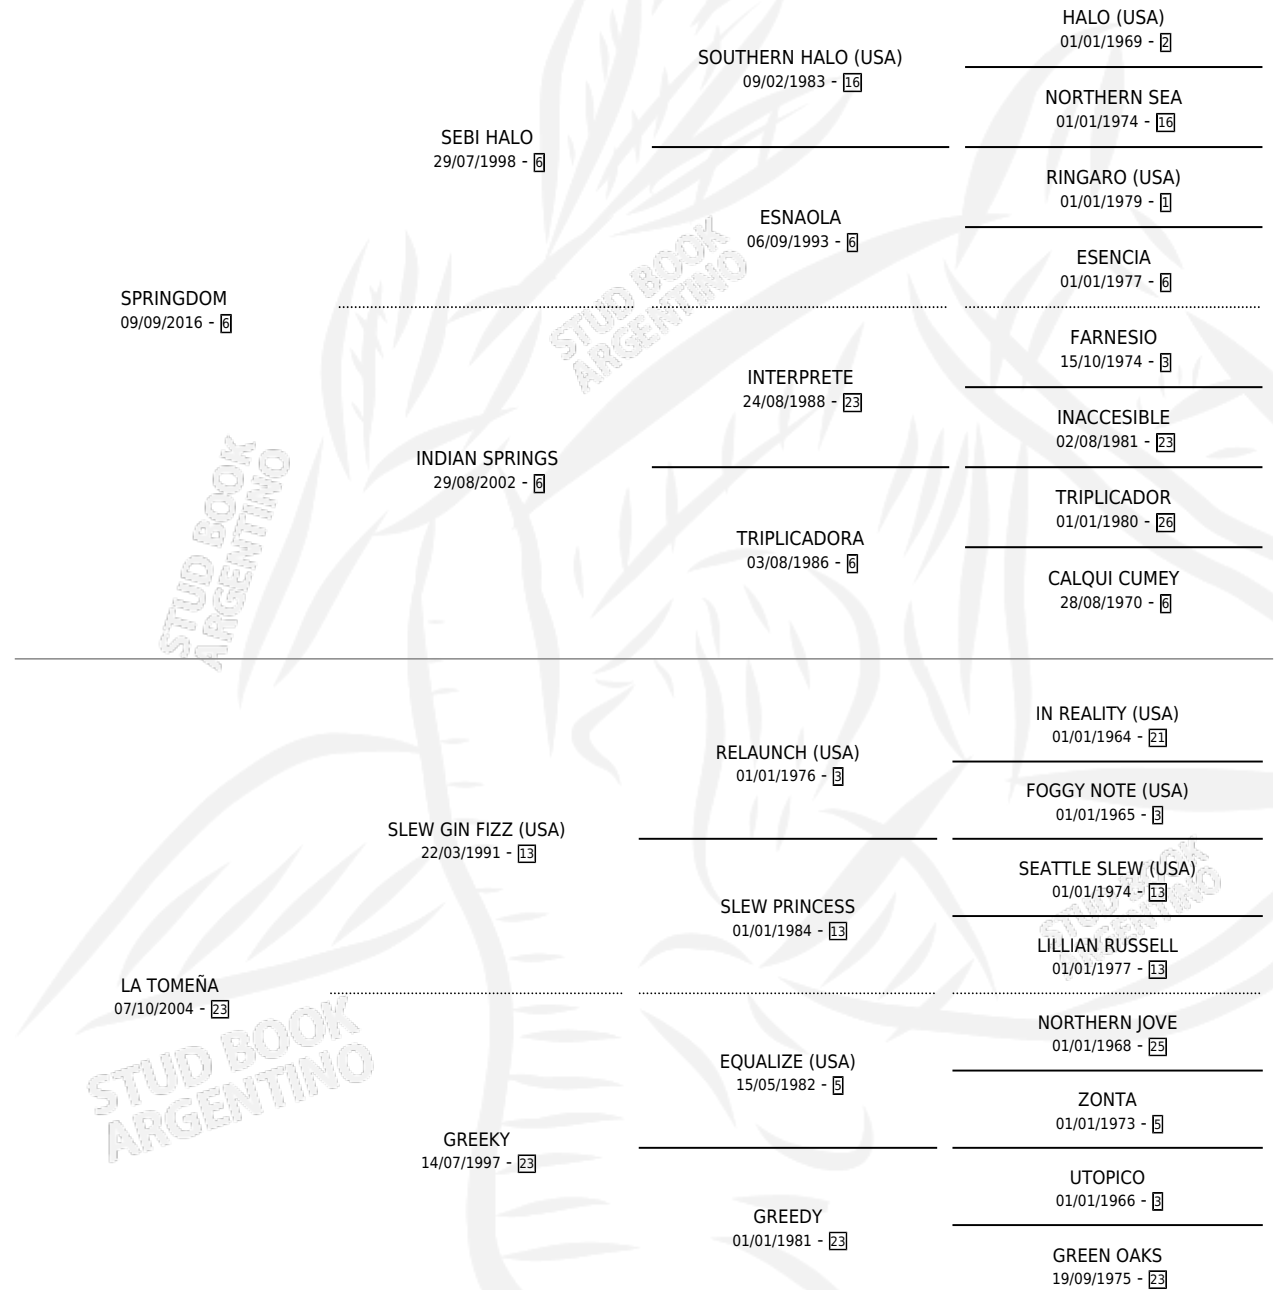 HALO (USA)
01/01/1969 - 2
SOUTHERN HALO (USA)
09/02/1983 - 16
NORTHERN SEA
01/01/1974 - 16
SEBI HALO
29/07/1998 - 6
RINGARO (USA)
01/01/1979 - 1
ESNAOLA
06/09/1993 - 6
ESENCIA
01/01/1977 - 6
SPRINGDOM
09/09/2016 - 6
STUD BOOK
ARGENTINO
FARNESIO
15/10/1974 - 3
INTERPRETE
24/08/1988 - 23
INACCESIBLE
02/08/1981 - 23
INDIAN SPRINGS
29/08/2002 - 6
TRIPLICADOR
01/01/1980 - 26
TRIPLICADORA
03/08/1986 - 6
CALQUI CUMEY
28/08/1970 - 6
STUD BOOK
ARGENTINO
IN REALITY (USA)
01/01/1964 - 21
RELAUNCH (USA)
01/01/1976 - 3
FOGGY NOTE (USA)
01/01/1965 - 3
SLEW GIN FIZZ (USA)
22/03/1991 - 13
SEATTLE SLEW (USA)
01/01/1974 - 13
STUD BOOK
ARGENTINO
SLEW PRINCESS
01/01/1984 - 13
LILLIAN RUSSELL
01/01/1977 - 13
LA TOMEÑA
07/10/2004 - 23
STUD BOOK
ARGENTINO
NORTHERN JOVE
01/01/1968 - 25
EQUALIZE (USA)
15/05/1982 - 5
ZONTA
01/01/1973 - 5
GREEKY
14/07/1997 - 23
UTOPICO
01/01/1966 - 3
GREEDY
01/01/1981 - 23
GREEN OAKS
19/09/1975 - 23